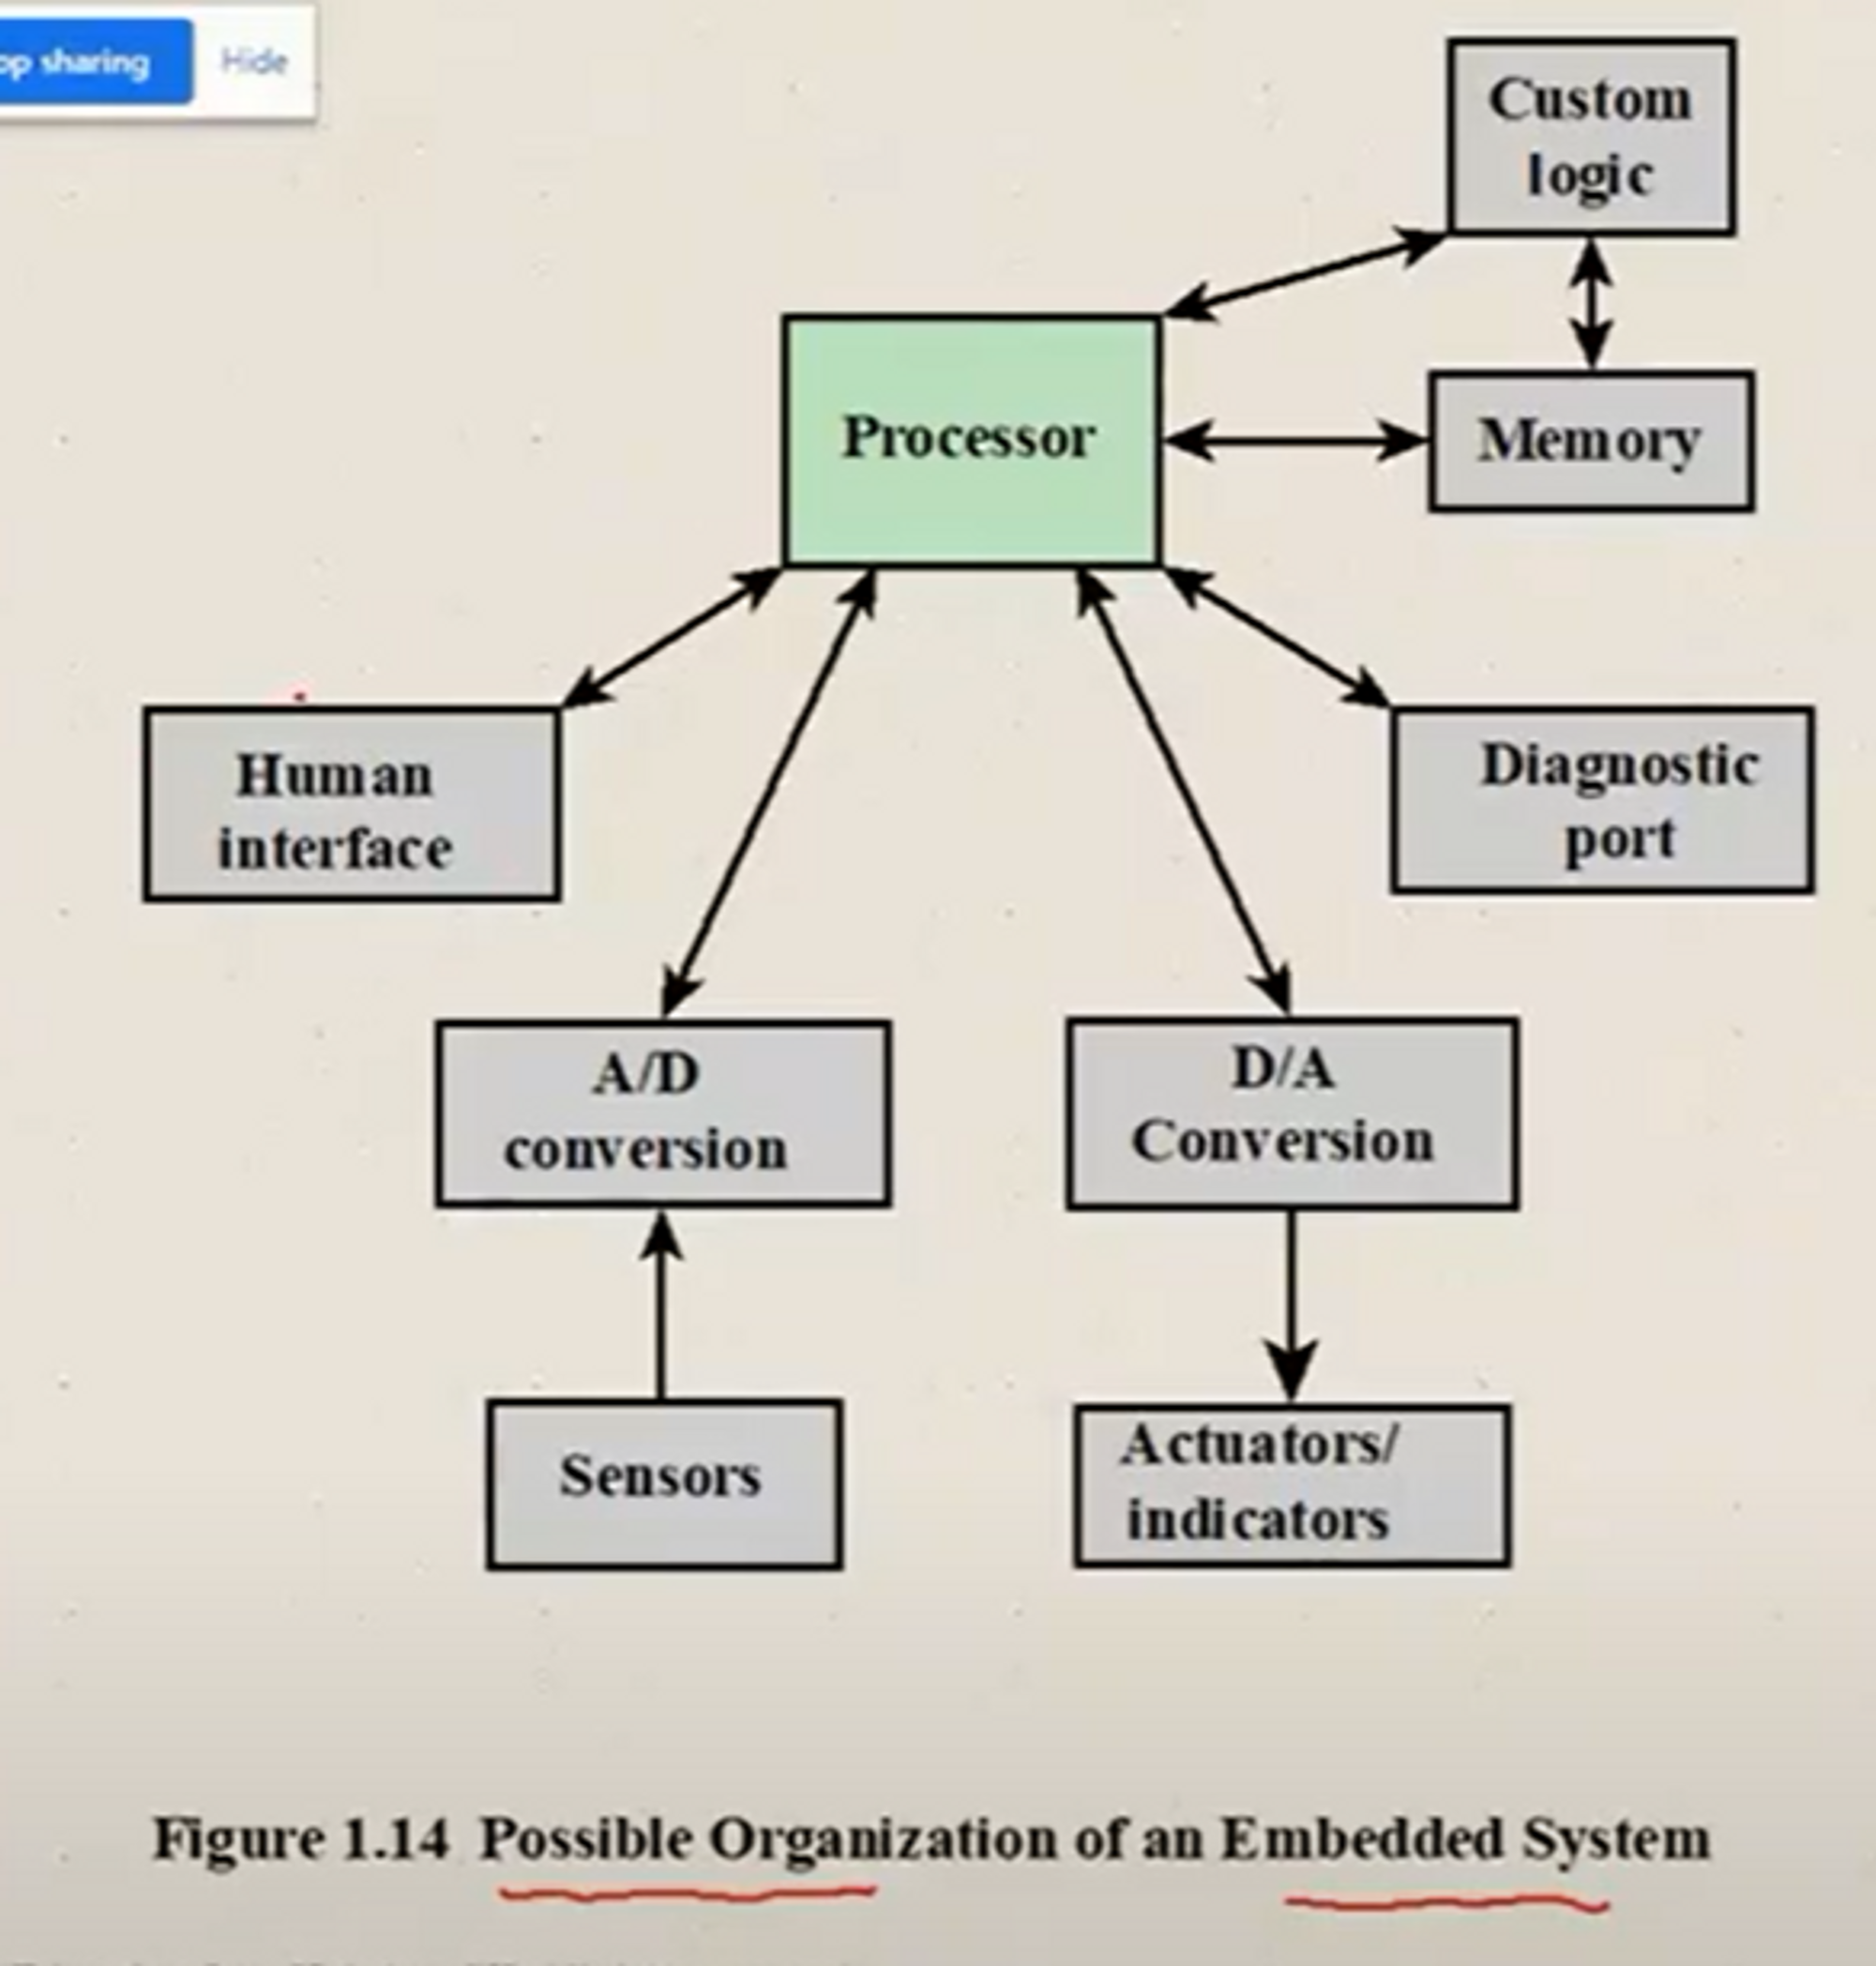 sharing
Hide
Custom
logic
Processor
Memory
Human
interface
Diagnostic
port
A/D
conversion
D/A
Conversion
Sensors
Actuators/
indicators
Figure 1.14 Possible Organization of an Embedded System